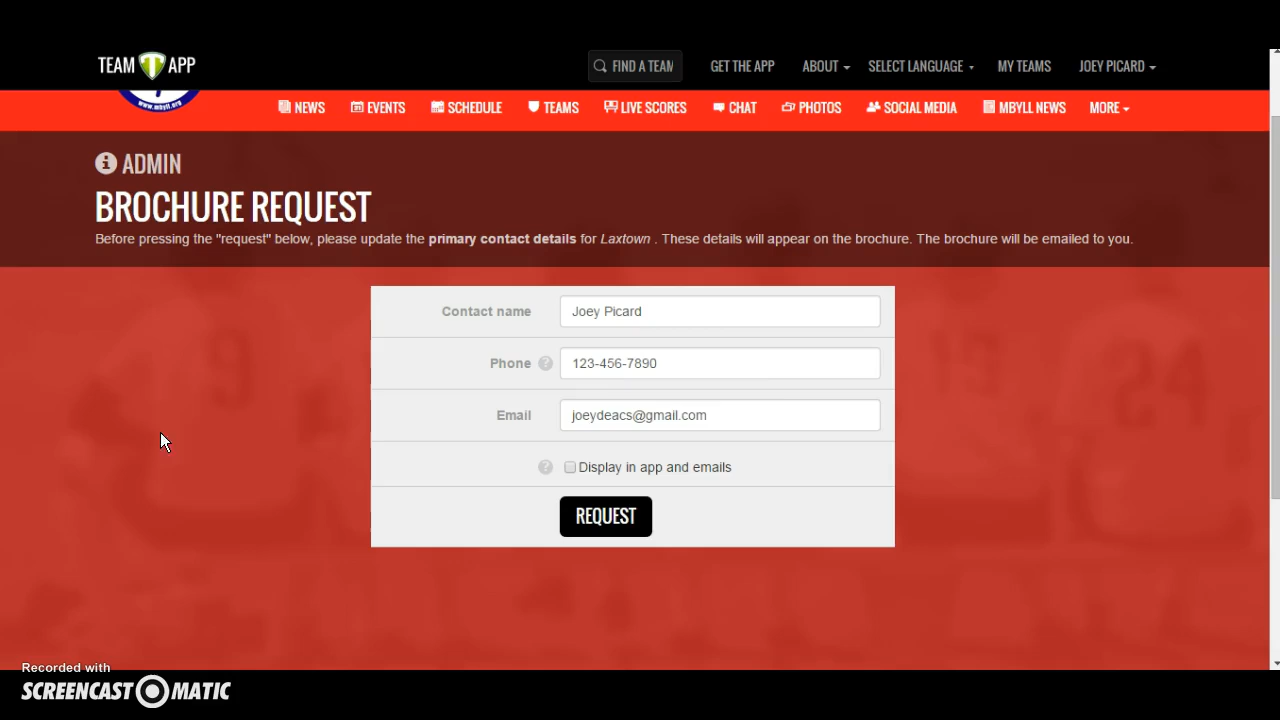 TEAM APP
FIND A TEAM
GET THE APP
ABOUT
SELECT LANGUAGE
MY TEAMS
JOEY PICARD
www.mbyll.org
NEWS
EVENTS
SCHEDULE
TEAMS
LIVE SCORES
CHAT
PHOTOS
SOCIAL MEDIA
MBYLL NEWS
MORE
ADMIN
BROCHURE REQUEST
Before pressing the "request" below, please update the primary contact details for Laxtown . These details will appear on the brochure. The brochure will be emailed to you.
Contact name Joey Picard
Phone ? 123-456-7890
Email joeydeacs@gmail.com
? Display in app and emails
REQUEST
Recorded with
SCREENCAST O MATIC